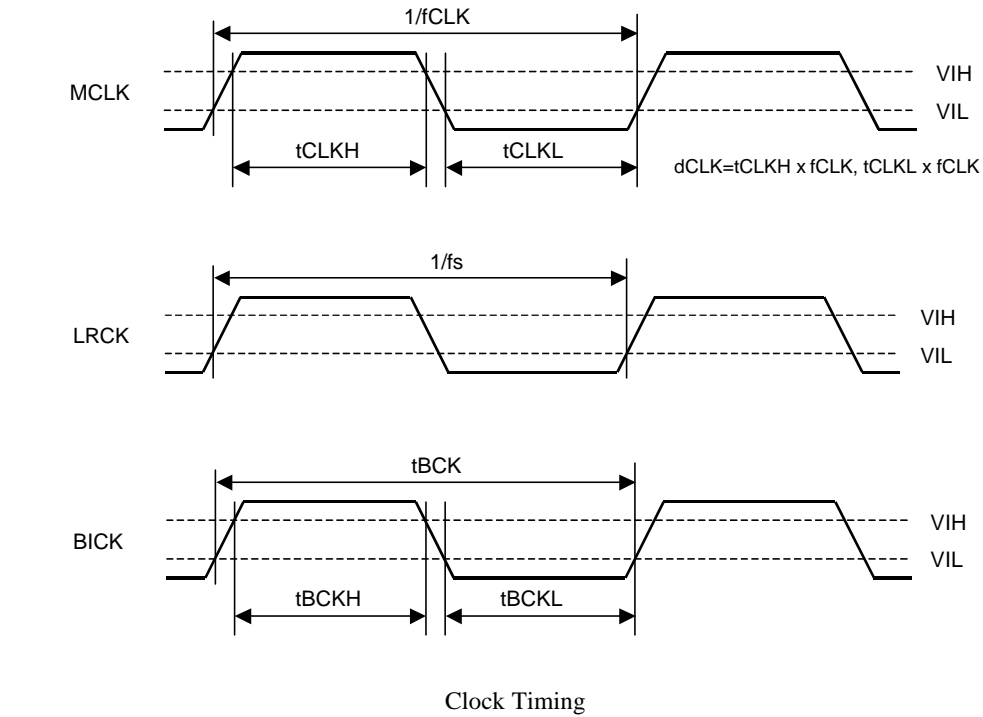 1/fCLK
MCLK
VIH
VIL
tCLKH
tCLKL
dCLK=tCLKH x fCLK, tCLKL x fCLK
1/fs
LRCK
VIH
VIL
tBCK
BICK
VIH
VIL
tBCKH
tBCKL
Clock Timing